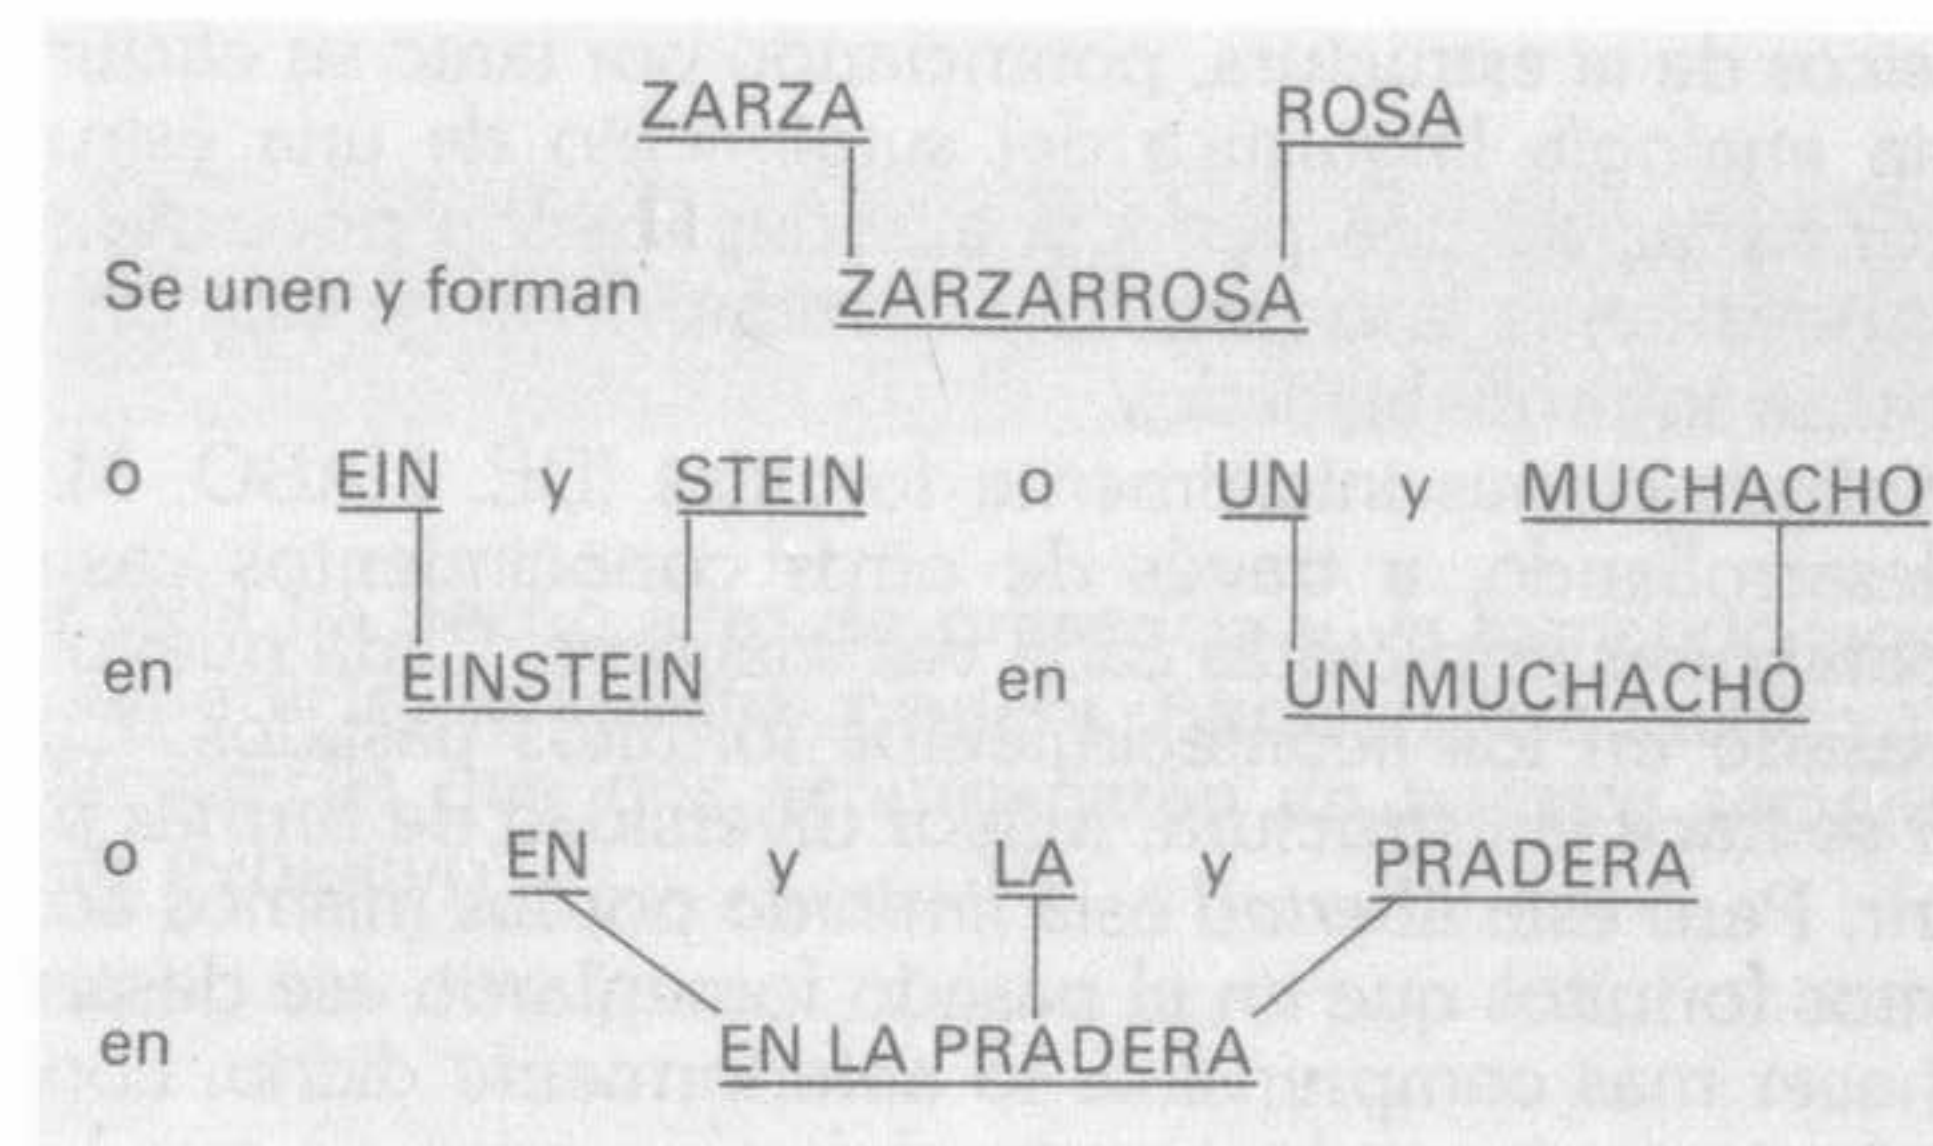 ZARZA ROSA
Se unen y forman ZARZARROSA
o EIN y STEIN o UN y MUCHACHO
en EINSTEIN en UN MUCHACHO
o EN y LA y PRADERA
en EN LA PRADERA